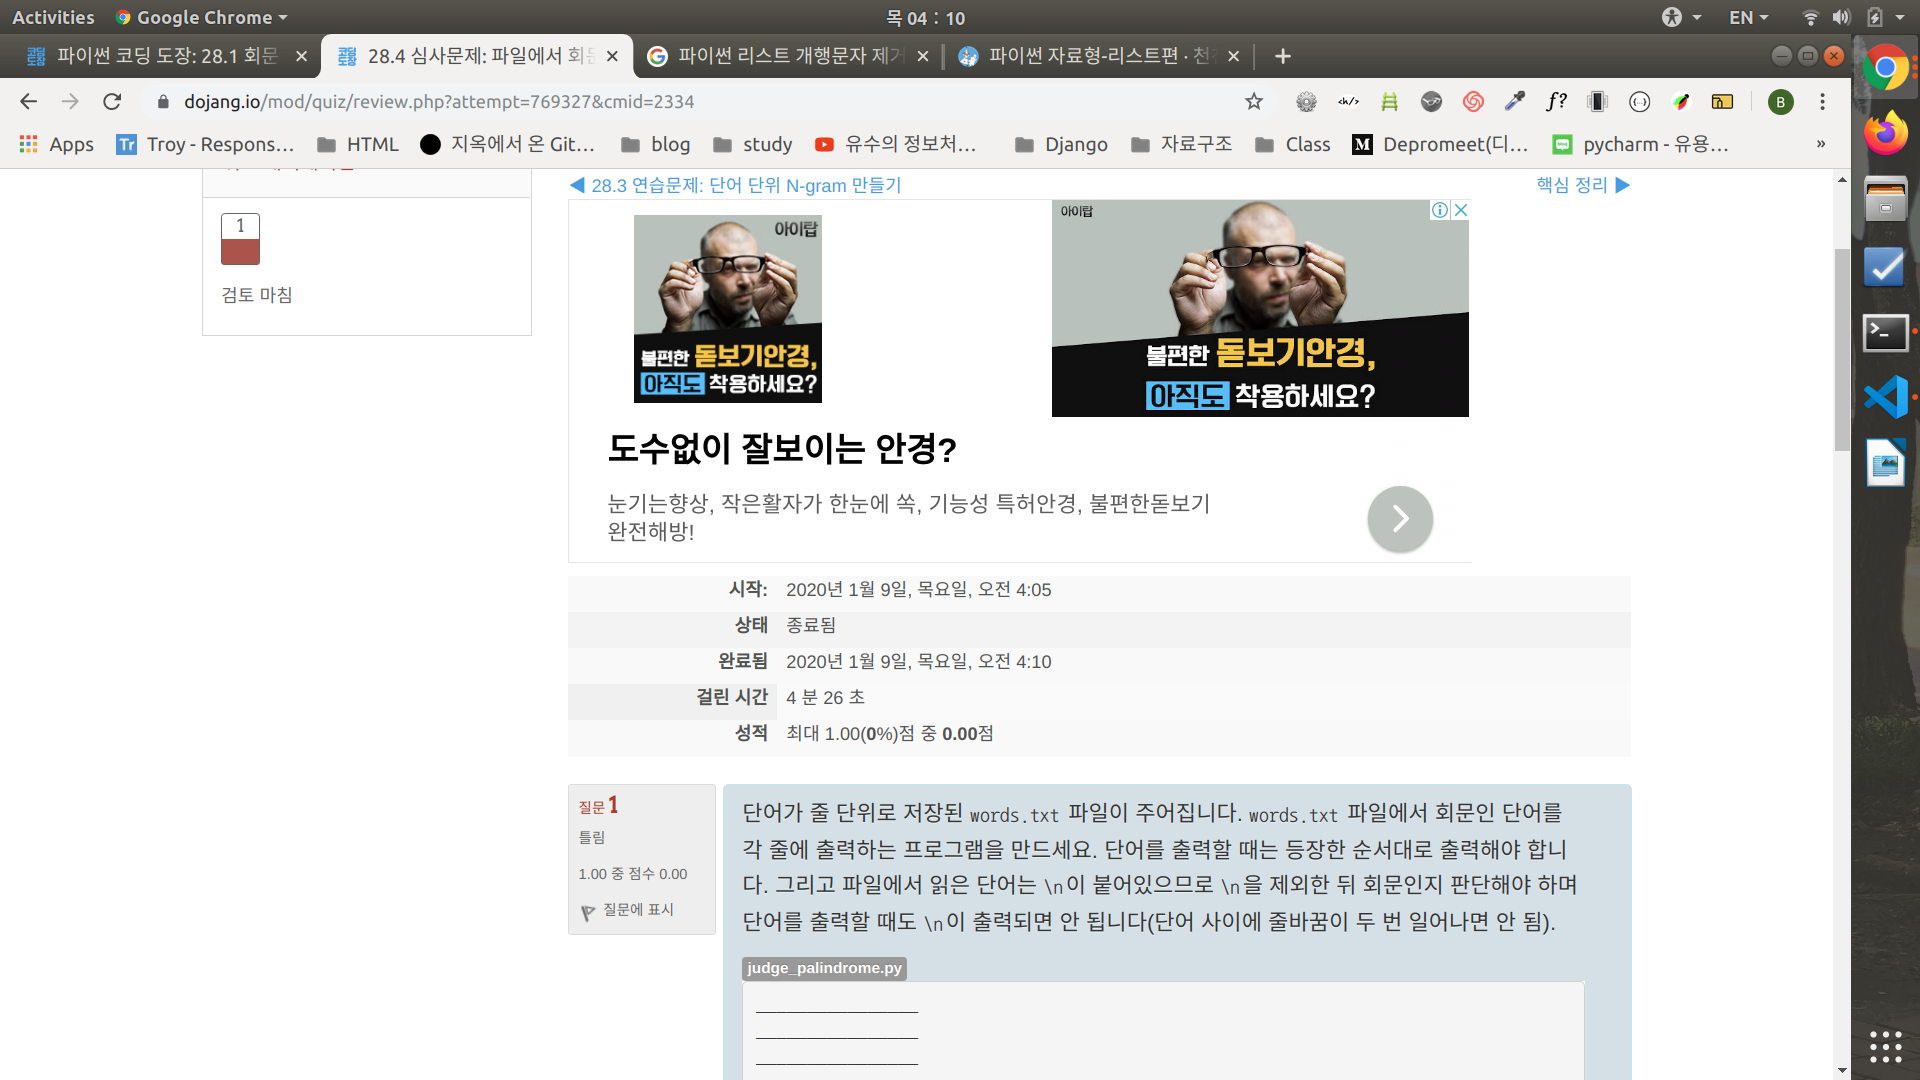 Activities
Google Chrome
목 04 : 10
EN
파이썬 코딩 도장: 28.1 회문
28.4 심사문제: 파일에서 회문
파이썬 리스트 개행문자 제거
파이썬 자료형-리스트편 · 천
dojang.io/mod/quiz/review.php?attempt=769327&cmid=2334
</>
f?
{...}
B
Apps
Tr
Troy - Respons...
HTML
지옥에서 온 Git...
blog
study
유수의 정보처...
Django
자료구조
Class
M
Depromeet(디...
pycharm - 유용...
»
1
검토 마침
◀ 28.3 연습문제: 단어 단위 N-gram 만들기
핵심 정리 ▶
아이탑
불편한 돋보기안경,
아직도 착용하세요?
아이탑
불편한 돋보기안경,
아직도 착용하세요?
도수없이 잘보이는 안경?
눈기는향상, 작은활자가 한눈에 쏙, 기능성 특허안경, 불편한돋보기
완전해방!
시작: 2020년 1월 9일, 목요일, 오전 4:05
상태 종료됨
완료됨 2020년 1월 9일, 목요일, 오전 4:10
걸린 시간 4 분 26 초
성적 최대 1.00(0%)점 중 0.00점
질문 1
틀림
1.00 중 점수 0.00
질문에 표시
단어가 줄 단위로 저장된 words.txt 파일이 주어집니다. words.txt 파일에서 회문인 단어를
각 줄에 출력하는 프로그램을 만드세요. 단어를 출력할 때는 등장한 순서대로 출력해야 합니
다. 그리고 파일에서 읽은 단어는 \n이 붙어있으므로 \n을 제외한 뒤 회문인지 판단해야 하며
단어를 출력할 때도 \n이 출력되면 안 됩니다(단어 사이에 줄바꿈이 두 번 일어나면 안 됨).
judge_palindrome.py
________________
________________
________________